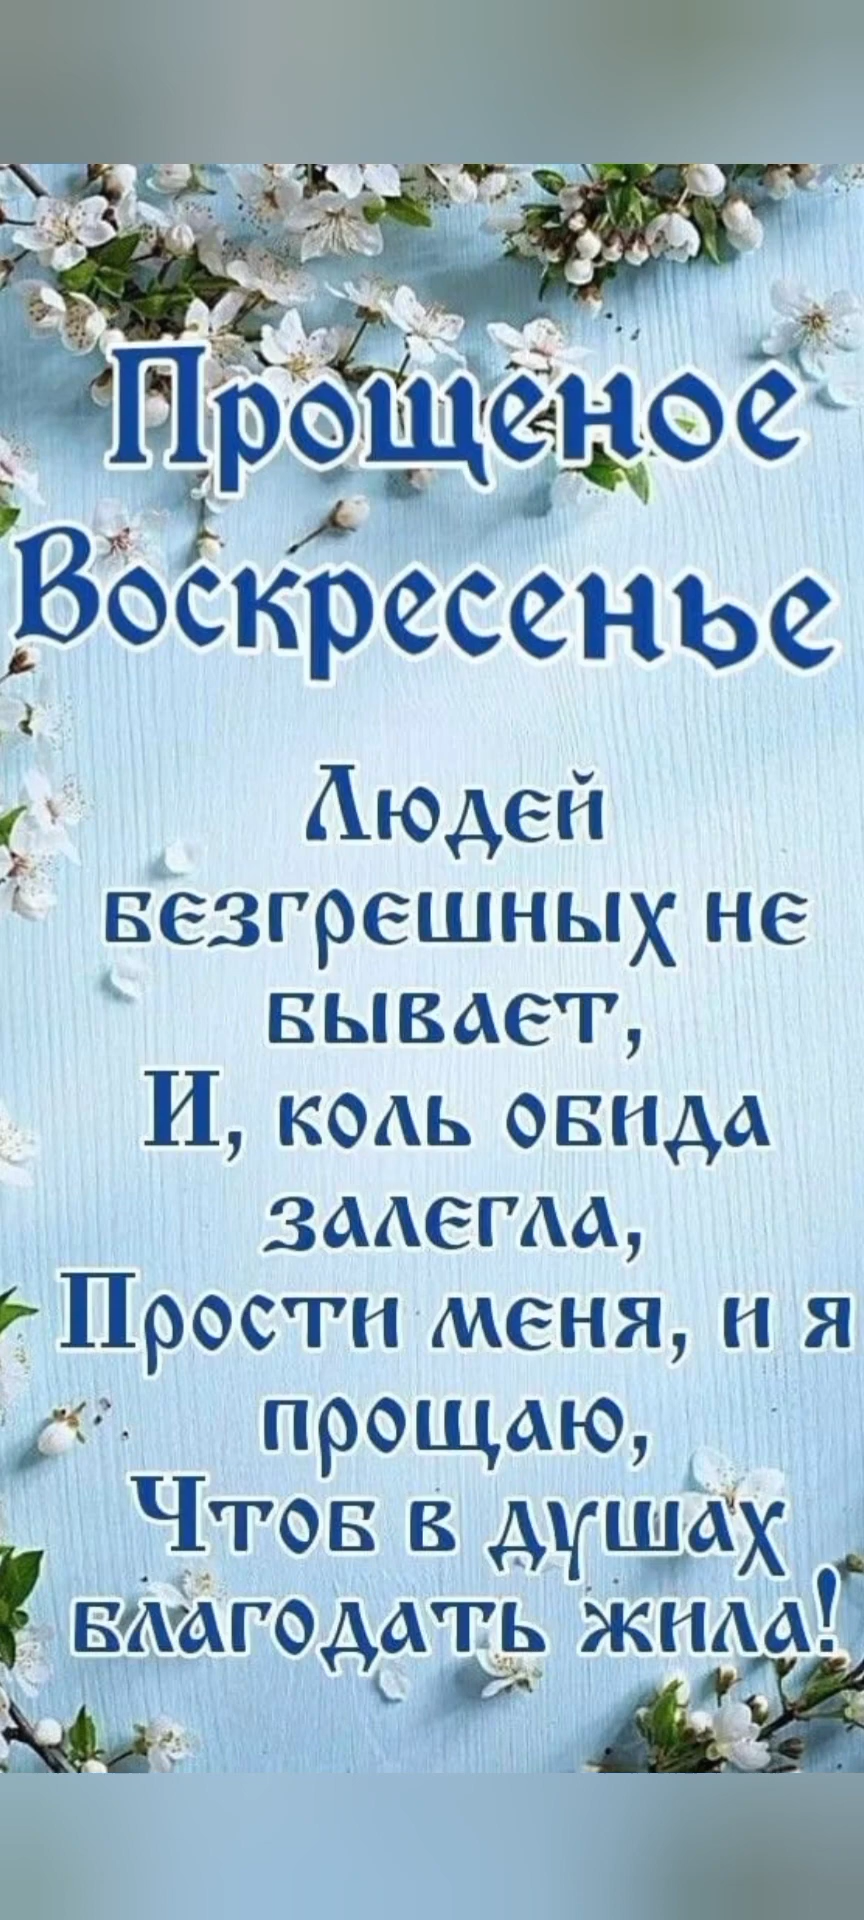 Прощеное
Воскресенье
Людей
безгрешных не
бывает,
И, коль обида
залегла,
Прости меня, и я
прощаю,
Чтоб в душах
благодать жила!